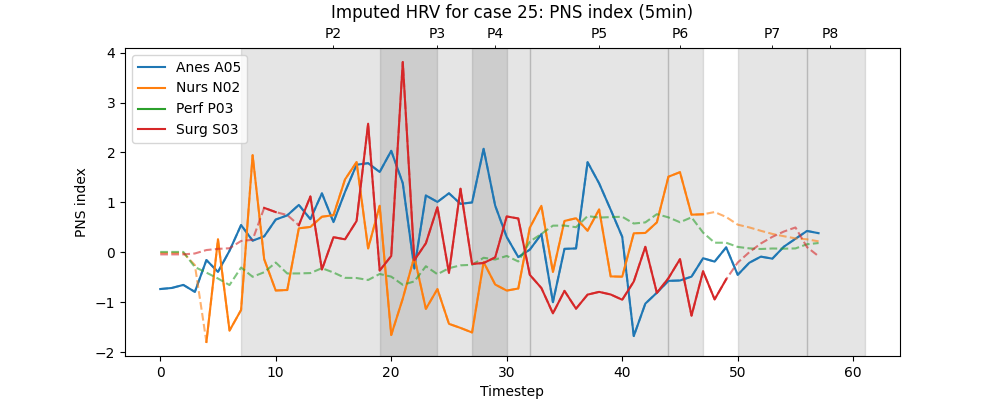 Imputed HRV for case 25: PNS index (5min)
P2 P3 P4 P5 P6 P7 P8
Anes A05
Nurs N02
Perf P03
Surg S03
PNS index
4
3
2
1
0
−1
−2
0 10 20 30 40 50 60
Timestep